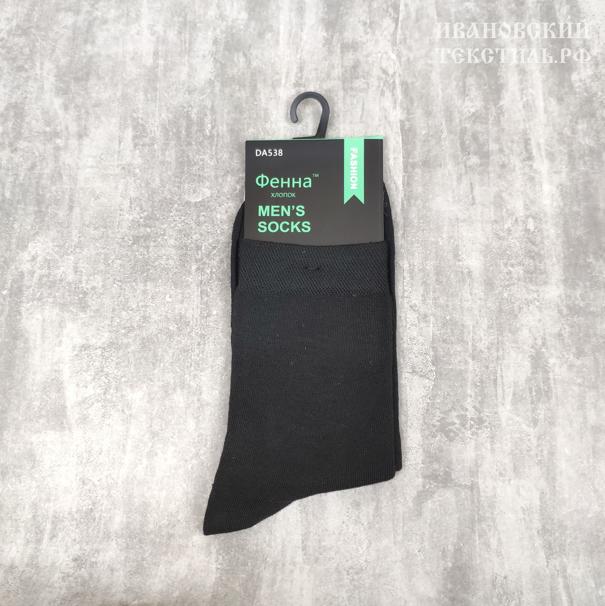 ИВАНОВСКИЙ
ТЕКСТИЛЬ.РФ
DA538
FASHION
Фенна™
ХЛОПОК
MEN'S
SOCKS